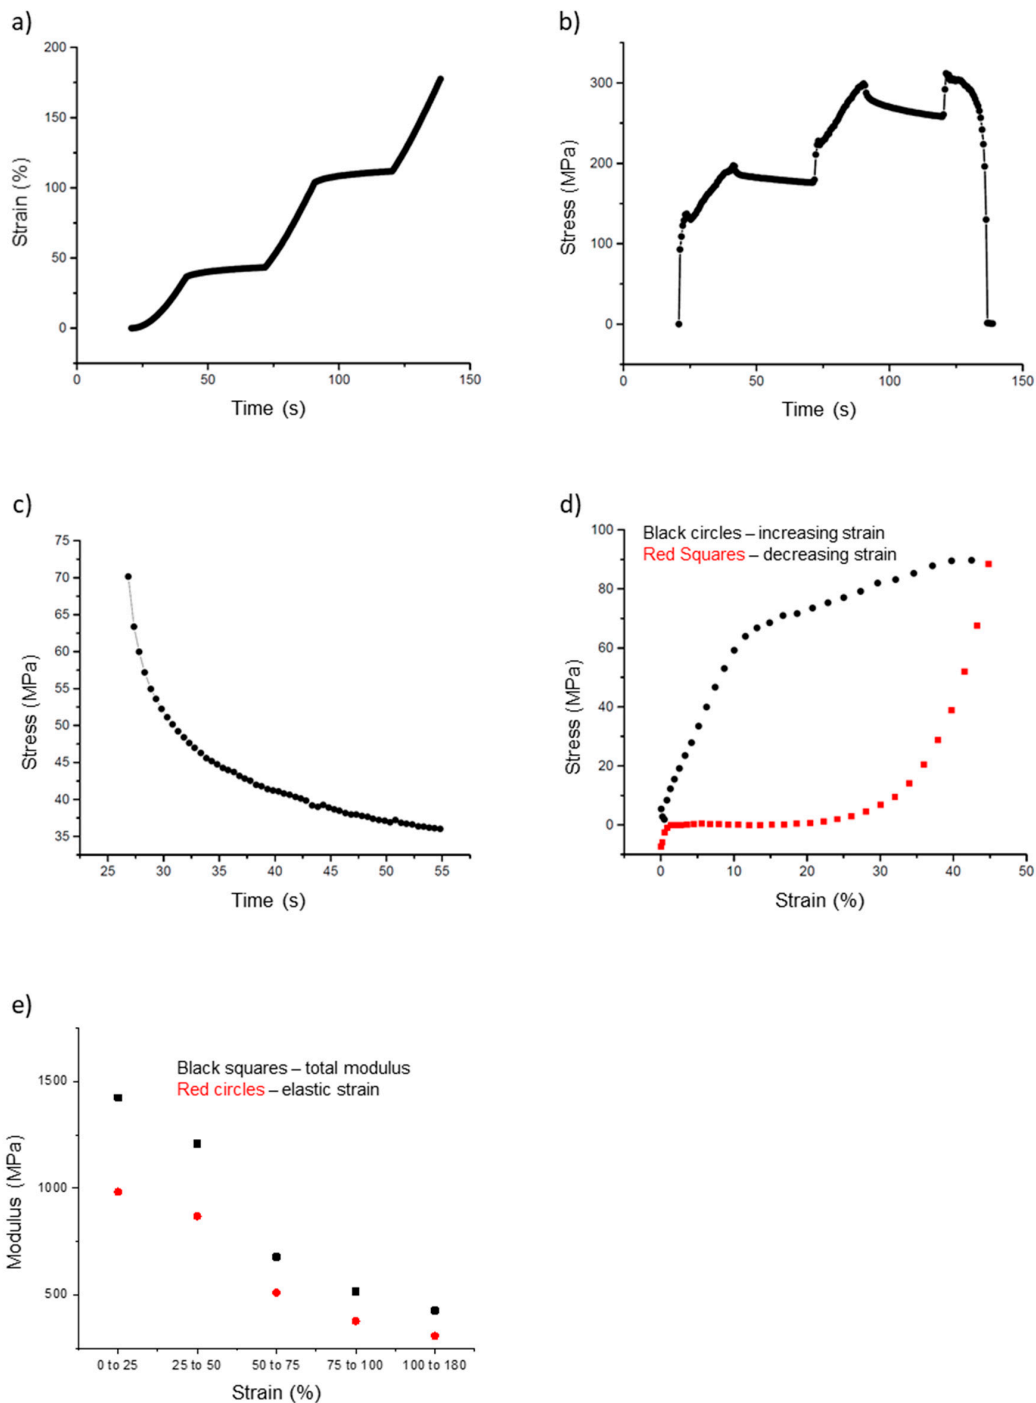 a)
200
150
100
50
0
Strain (%)
0 50 100 150
Time (s)
b)
300
200
100
0
Stress (MPa)
0 50 100 150
Time (s)
c)
75
70
65
60
55
50
45
40
35
Stress (MPa)
25 30 35 40 45 50 55
Time (s)
d)
Black circles – increasing strain
Red Squares – decreasing strain
100
80
60
40
20
0
Stress (MPa)
0 10 20 30 40 50
Strain (%)
e)
Black squares – total modulus
Red circles – elastic strain
1500
1000
500
Modulus (MPa)
0 to 25 25 to 50 50 to 75 75 to 100 100 to 180
Strain (%)